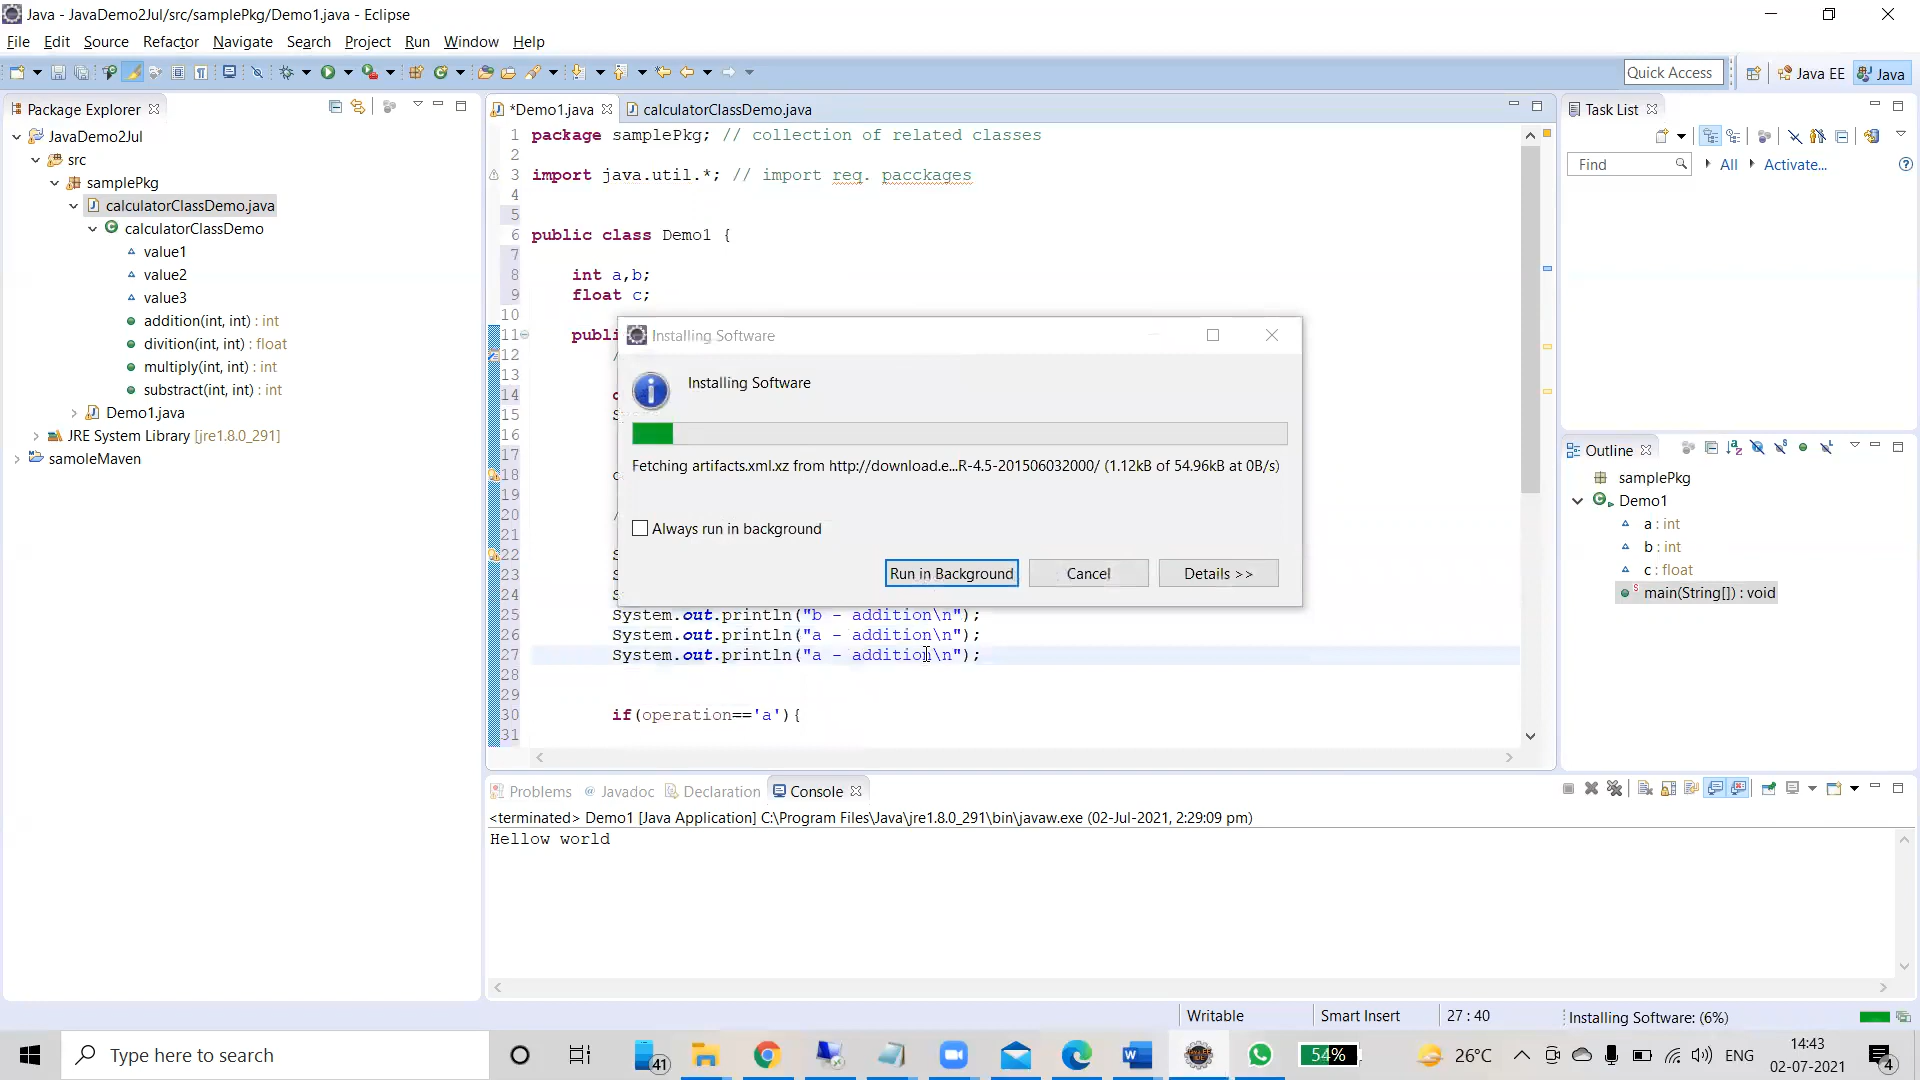 Java - JavaDemo2Jul/src/samplePkg/Demo1.java - Eclipse
File Edit Source Refactor Navigate Search Project Run Window Help
Quick Access Java EE Java
Package Explorer
JavaDemo2Jul
src
samplePkg
calculatorClassDemo.java
calculatorClassDemo
value1
value2
value3
addition(int, int) : int
divition(int, int) : float
multiply(int, int) : int
substract(int, int) : int
Demo1.java
JRE System Library [jre1.8.0_291]
samoleMaven
*Demo1.java calculatorClassDemo.java
1 package samplePkg; // collection of related classes
2
3 import java.util.*; // import req. pacckages
4
5
6 public class Demo1 {
7
8 int a,b;
9 float c;
10
11 publi
12 /
13
14
15
16
17
18
19
20 /
21
22
23
24
25 System.out.println("b - addition\n");
26 System.out.println("a - addition\n");
27 System.out.println("a - addition\n");
28
29
30 if(operation=='a'){
31
Installing Software
Installing Software
Fetching artifacts.xml.xz from http://download.e...R-4.5-201506032000/ (1.12kB of 54.96kB at 0B/s)
Always run in background
Run in Background Cancel Details >>
Task List
Find All Activate...
Outline
samplePkg
Demo1
a : int
b : int
c : float
main(String[]) : void
Problems Javadoc Declaration Console
<terminated> Demo1 [Java Application] C:\Program Files\Java\jre1.8.0_291\bin\javaw.exe (02-Jul-2021, 2:29:09 pm)
Hellow world
Writable Smart Insert 27 : 40 Installing Software: (6%)
Type here to search 41 54% 26°C ENG 14:43
02-07-2021 4